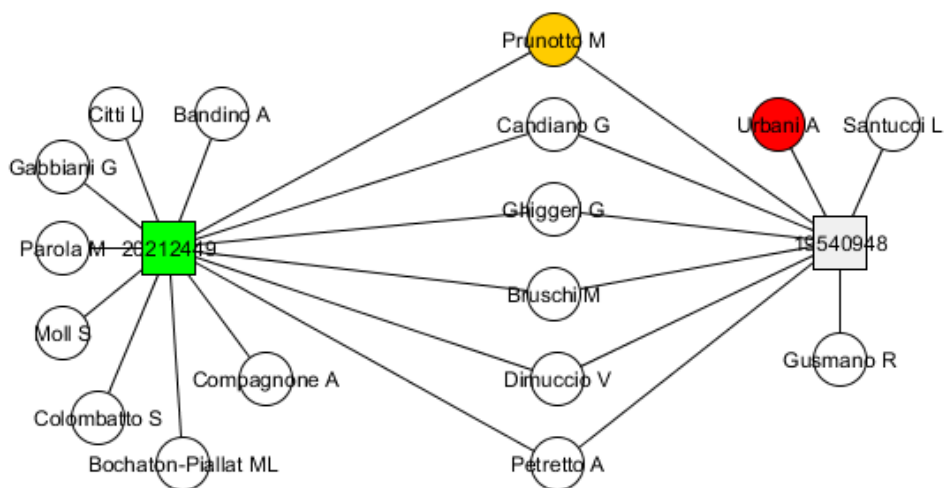 Prunotto M
Citti L
Bandino A
Candiano G
Urbani A
Santucci L
Gabbiani G
Ghiggeri G
Parola M
20212449
19540948
Bruschi M
Moll S
Gusmano R
Compagnone A
Dimuccio V
Colombatto S
Bochaton-Piallat ML
Petretto A